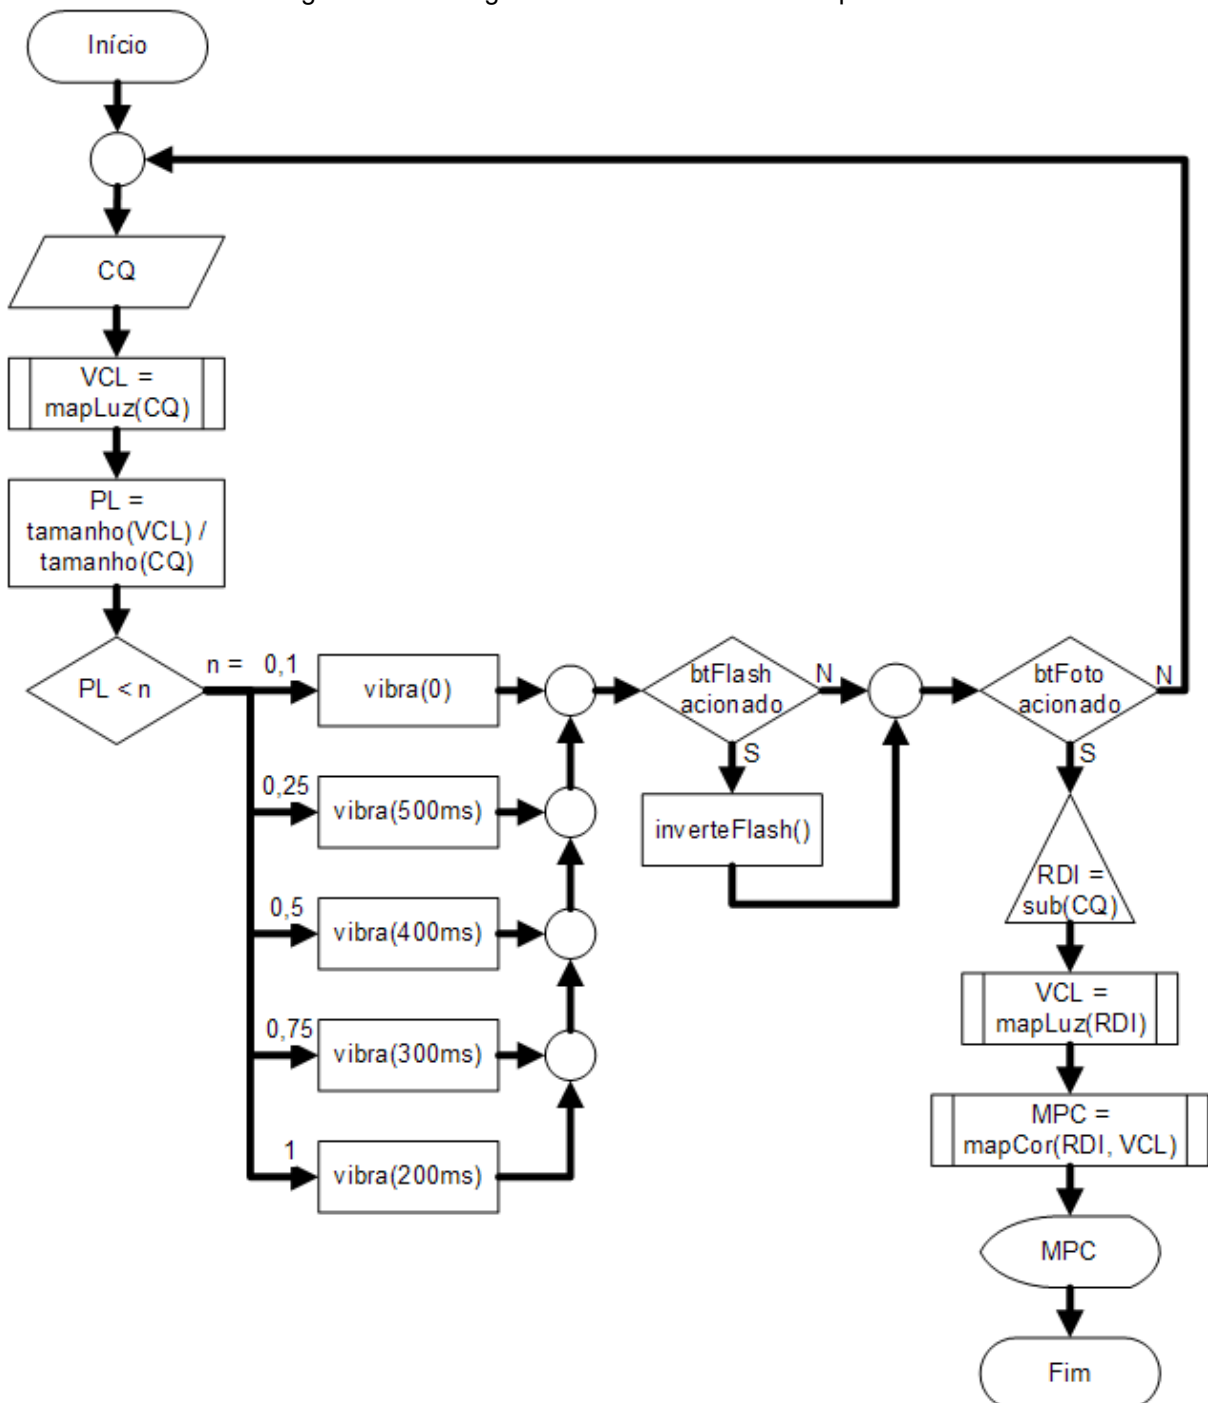 Início
CQ
VCL =
mapLuz(CQ)
PL =
tamanho(VCL) /
tamanho(CQ)
PL < n
n =
0,1
vibra(0)
0,25
vibra(500ms)
0,5
vibra(400ms)
0,75
vibra(300ms)
1
vibra(200ms)
btFlash
acionado
N
S
inverteFlash()
btFoto
acionado
N
S
RDI =
sub(CQ)
VCL =
mapLuz(RDI)
MPC =
mapCor(RDI, VCL)
MPC
Fim